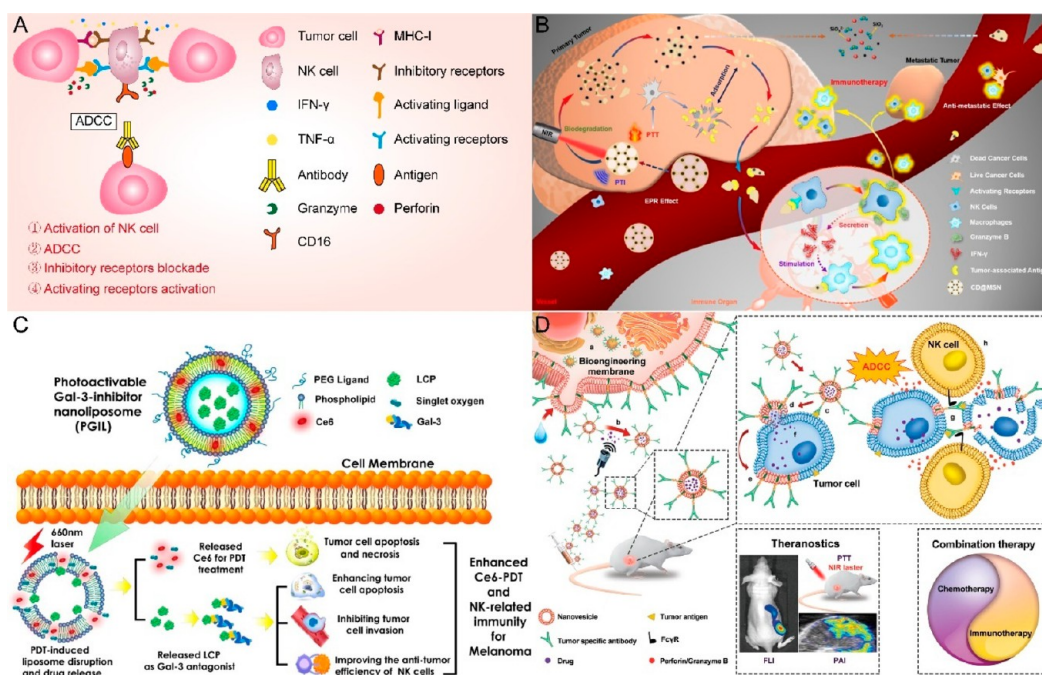 A
Tumor cell
NK cell
IFN-γ
TNF-α
Antibody
Granzyme
CD16
MHC-I
Inhibitory receptors
Activating ligand
Activating receptors
Antigen
Perforin
ADCC
① Activation of NK cell
② ADCC
③ Inhibitory receptors blockade
④ Activating receptors activation
B
Primary Tumor
NIR
Biodegradation
PTT
PTI
Adsorption
EPR Effect
Metastatic Tumor
Immunotherapy
Anti-metastatic Effect
Secretion
Stimulation
Vessel
Immune Organ
Dead Cancer Cells
Live Cancer Cells
Activating Receptors
NK Cells
Macrophages
Granzyme B
IFN-γ
Tumor-associated Anti
CD@MSN
C
Photoactivable
Gal-3-inhibitor
nanoliposome
(PGIL)
PEG Ligand
Phospholipid
Ce6
LCP
Singlet oxygen
Gal-3
Cell Membrane
660nm
laser
Released
Ce6 for PDT
treatment
Tumor cell apoptosis
and necrosis
Enhancing tumor
cell apoptosis
Inhibiting tumor
cell invasion
Improving the anti-tumor
efficiency of NK cells
Released LCP
as Gal-3 antagonist
PDT-induced
liposome disruption
and drug release
Enhanced
Ce6-PDT
and
NK-related
immunity
for
Melanoma
D
a
Bioengineering
membrane
b
Nanovesicle
Tumor specific antibody
Drug
Tumor antigen
FcγR
Perforin/Granzyme B
NK cell
h
ADCC
d
c
e
Tumor cell
Theranostics
PTT
NIR laster
FLI
PAI
Combination therapy
Chemotherapy
Immunotherapy